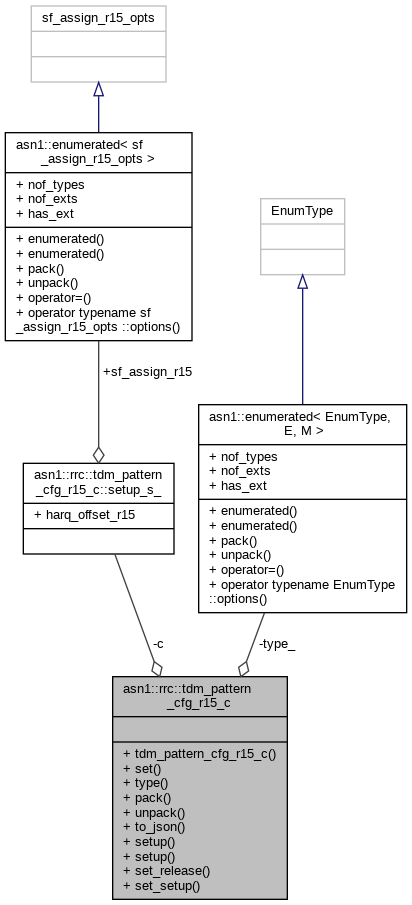 sf_assign_r15_opts
asn1::enumerated< sf
_assign_r15_opts >
+ nof_types
+ nof_exts
+ has_ext
+ enumerated()
+ enumerated()
+ pack()
+ unpack()
+ operator=()
+ operator typename sf
_assign_r15_opts ::options()
EnumType
+sf_assign_r15
asn1::enumerated< EnumType,
E, M >
+ nof_types
+ nof_exts
+ has_ext
+ enumerated()
+ enumerated()
+ pack()
+ unpack()
+ operator=()
+ operator typename EnumType
::options()
asn1::rrc::tdm_pattern
_cfg_r15_c::setup_s_
+ harq_offset_r15
-c
-type_
asn1::rrc::tdm_pattern
_cfg_r15_c
+ tdm_pattern_cfg_r15_c()
+ set()
+ type()
+ pack()
+ unpack()
+ to_json()
+ setup()
+ setup()
+ set_release()
+ set_setup()